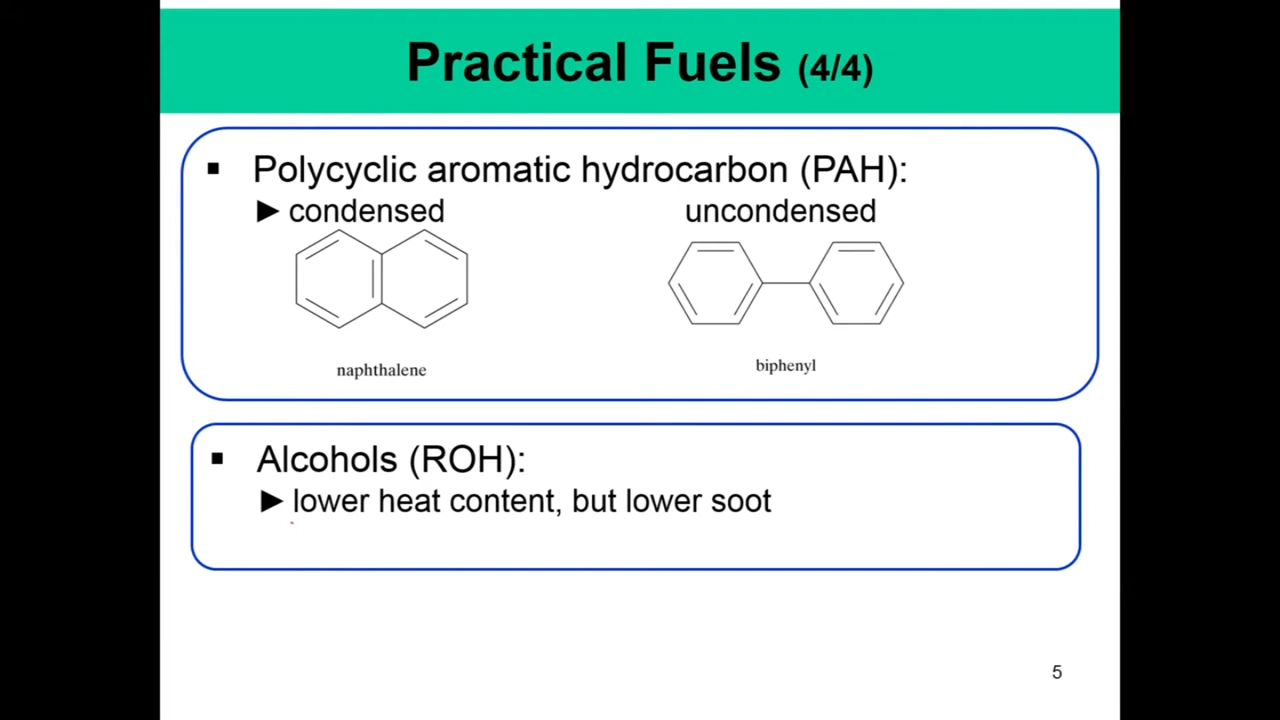 Practical Fuels (4/4)
▪ Polycyclic aromatic hydrocarbon (PAH):
► condensed uncondensed
naphthalene biphenyl
▪ Alcohols (ROH):
► lower heat content, but lower soot
5